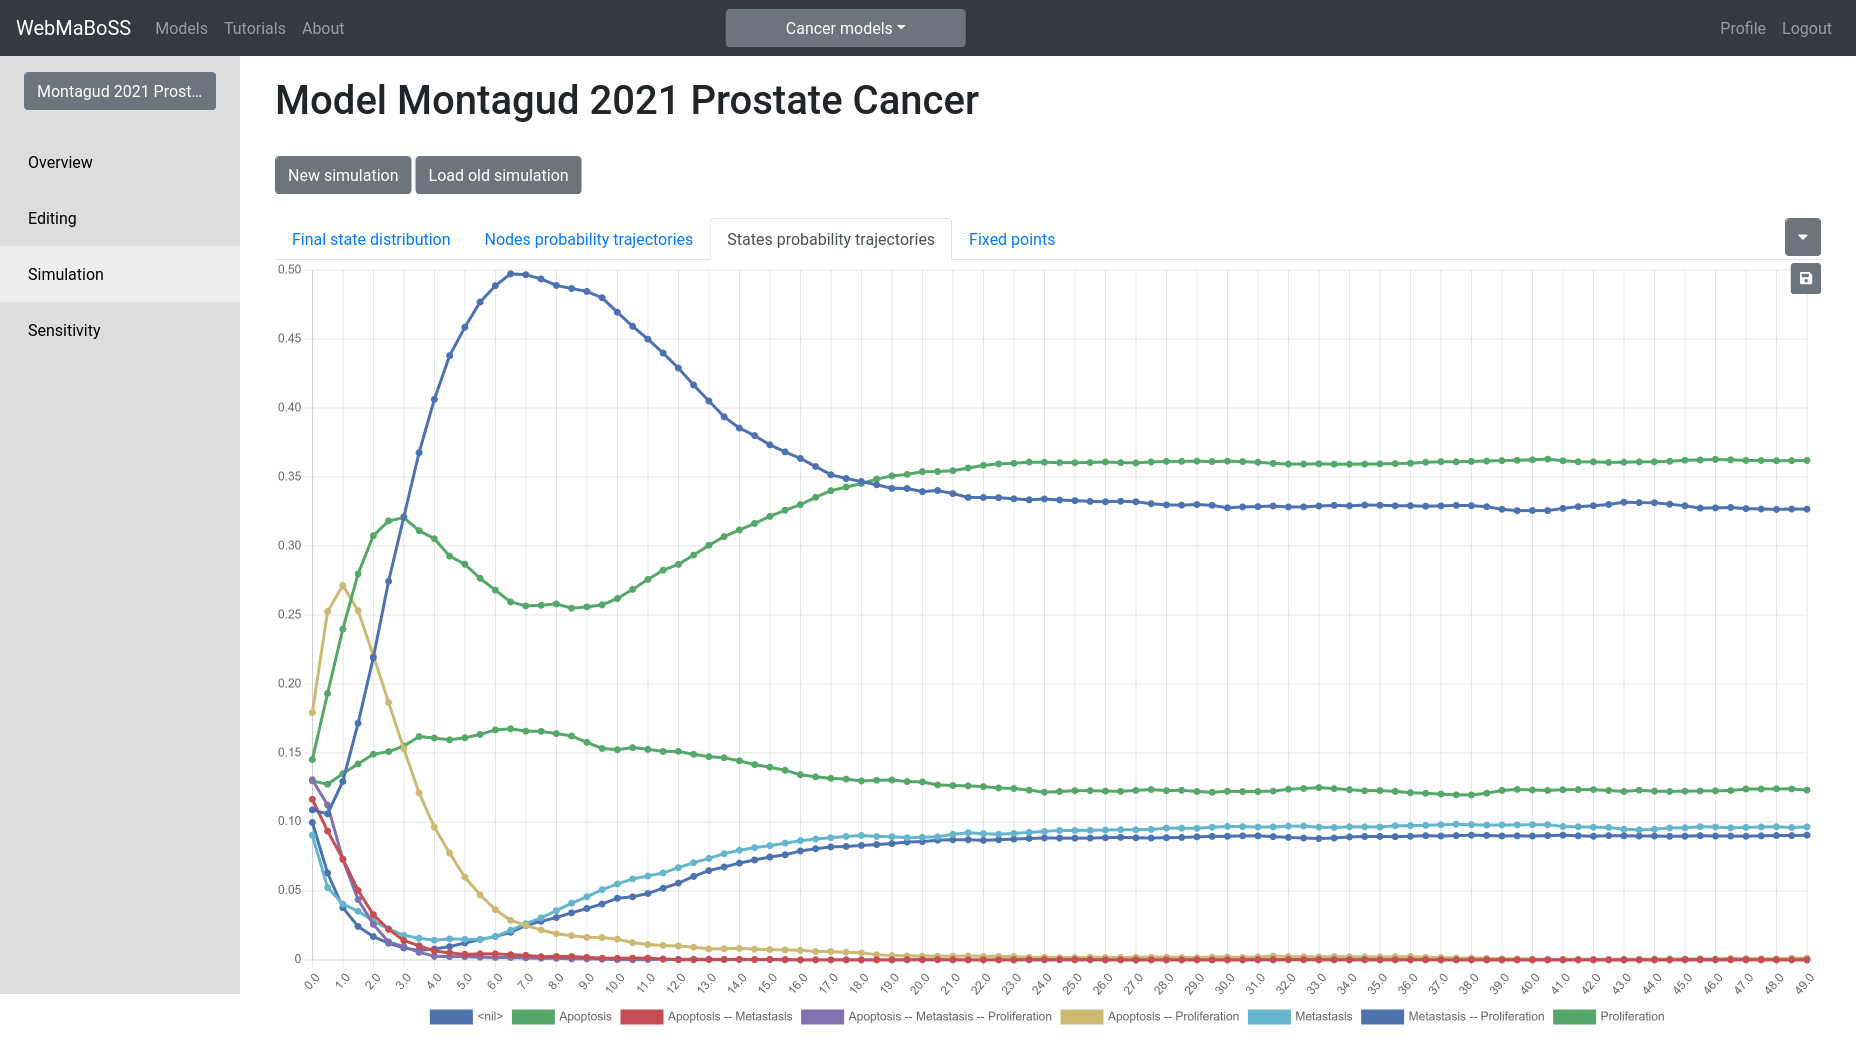 WebMaBoSS Models Tutorials About Cancer models Profile Logout
Montagud 2021 Prost...
Overview
Editing
Simulation
Sensitivity
Model Montagud 2021 Prostate Cancer
New simulation Load old simulation
Final state distribution Nodes probability trajectories States probability trajectories Fixed points
0.50
0.45
0.40
0.35
0.30
0.25
0.20
0.15
0.10
0.05
0
0.0 1.0 2.0 3.0 4.0 5.0 6.0 7.0 8.0 9.0 10.0 11.0 12.0 13.0 14.0 15.0 16.0 17.0 18.0 19.0 20.0 21.0 22.0 23.0 24.0 25.0 26.0 27.0 28.0 29.0 30.0 31.0 32.0 33.0 34.0 35.0 36.0 37.0 38.0 39.0 40.0 41.0 42.0 43.0 44.0 45.0 46.0 47.0 48.0 49.0
<nil> Apoptosis Apoptosis -- Metastasis Apoptosis -- Metastasis -- Proliferation Apoptosis -- Proliferation Metastasis Metastasis -- Proliferation Proliferation